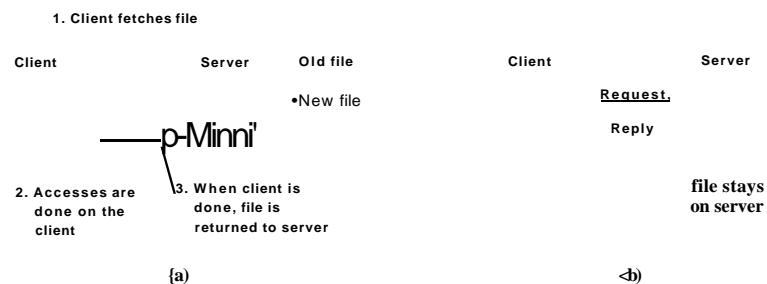 1. Client fetches file
Client Server Old file
•New file
p-Minni'
2. Accesses are
done on the
client
3. When client is
done, file is
returned to server
{a)
Client Server
Request,
Reply
file stays
on server
<b)